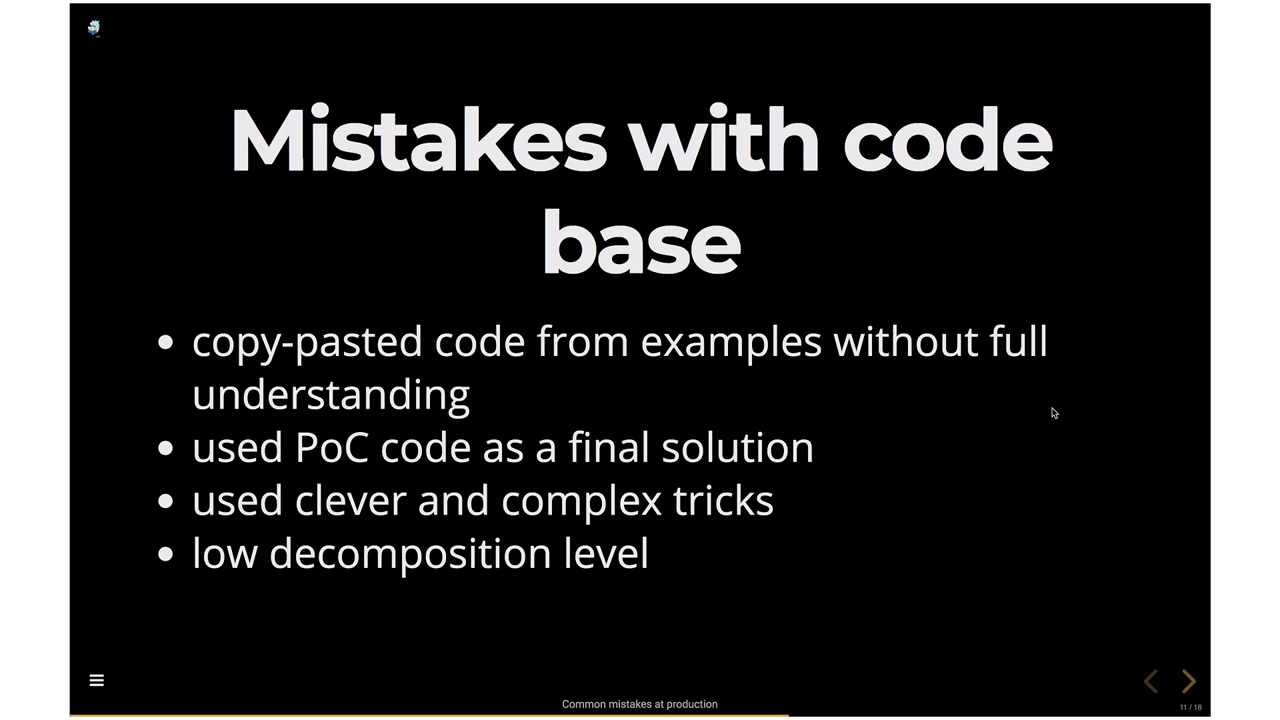 Mistakes with code
base
• copy-pasted code from examples without full
understanding
• used PoC code as a final solution
• used clever and complex tricks
• low decomposition level
Common mistakes at production
11 / 18